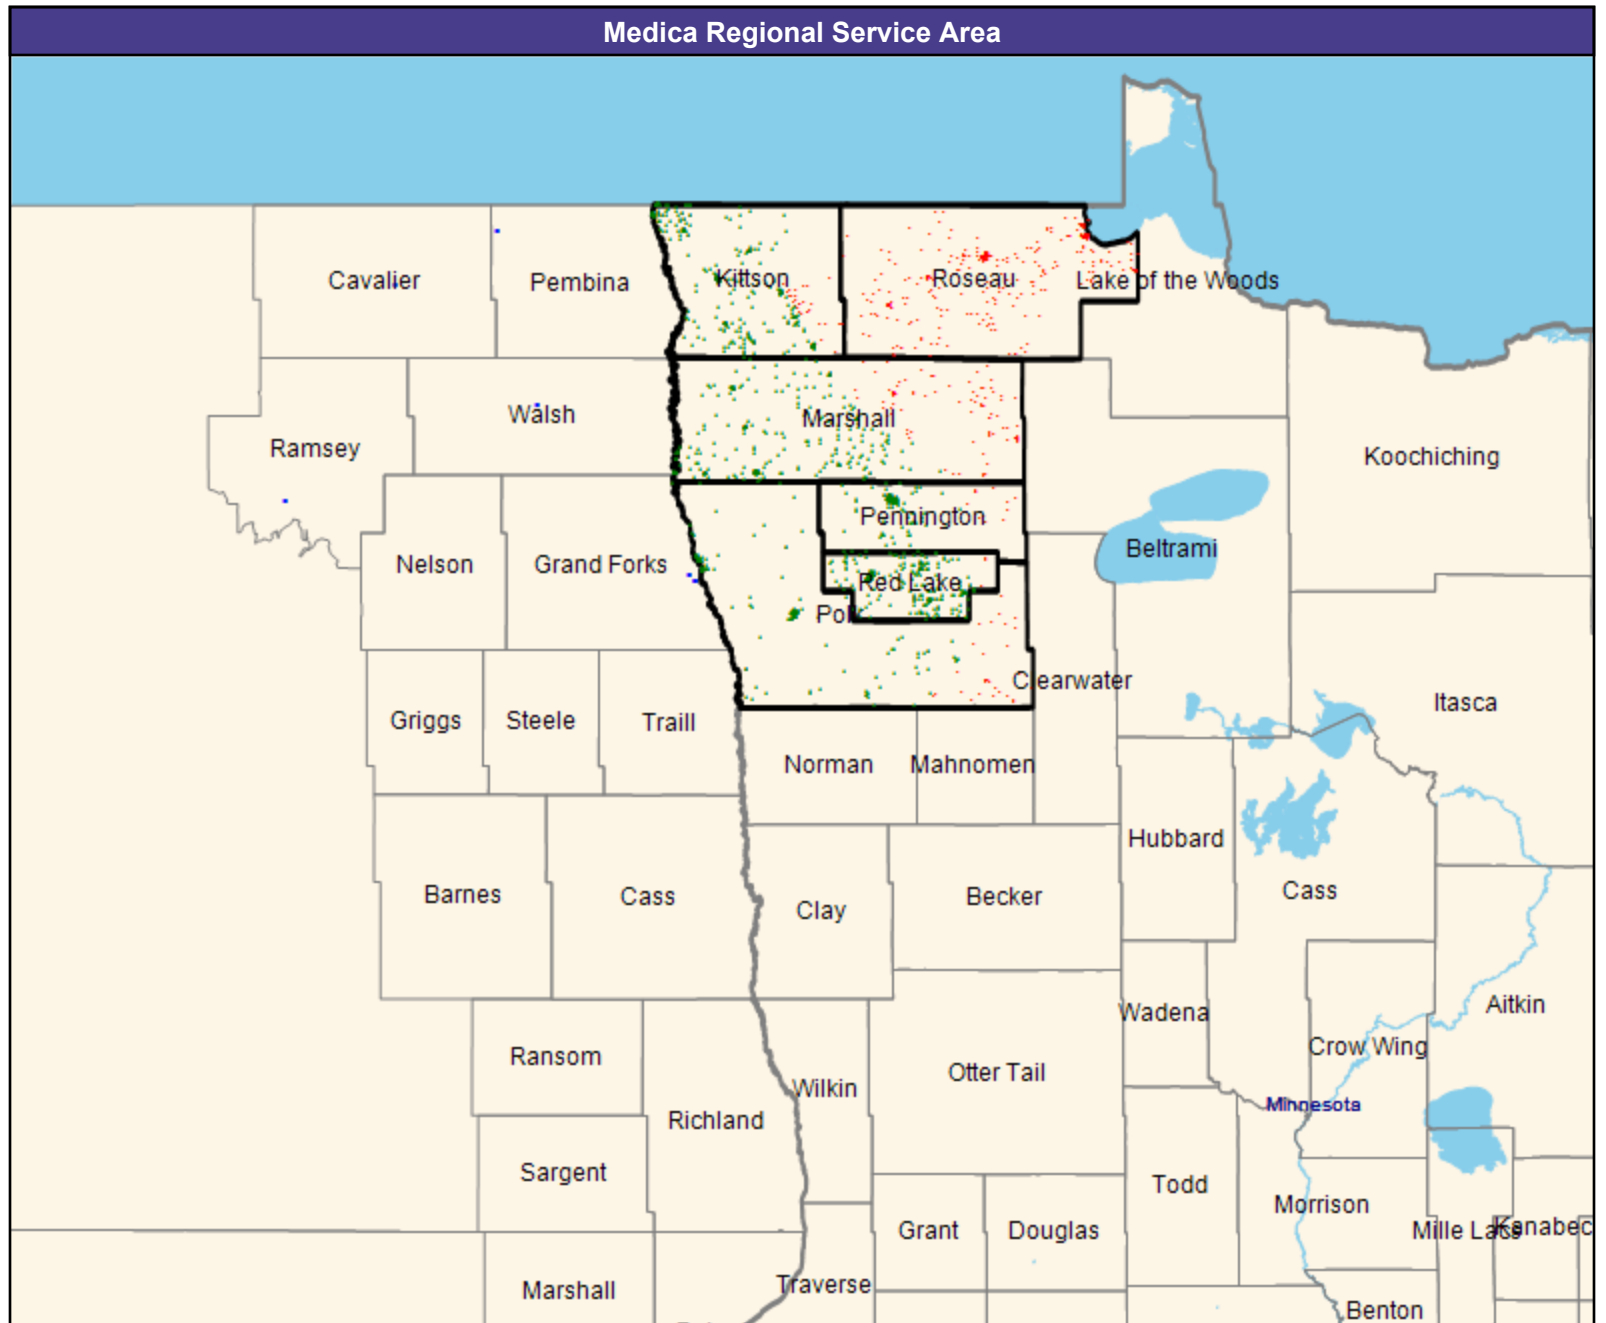 Medica Regional Service Area
Cavalier
Pembina
Kittson
Roseau
Lake of the Woods
Walsh
Ramsey
Marshall
Koochiching
Pennington
Nelson
Grand Forks
Red Lake
Beltrami
Polk
Clearwater
Griggs
Steele
Traill
Itasca
Norman
Mahnomen
Hubbard
Barnes
Cass
Clay
Becker
Cass
Wadena
Aitkin
Crow Wing
Ransom
Otter Tail
Wilkin
Minnesota
Richland
Sargent
Todd
Morrison
Grant
Douglas
Mille Lacs
Kanabec
Marshall
Traverse
Benton